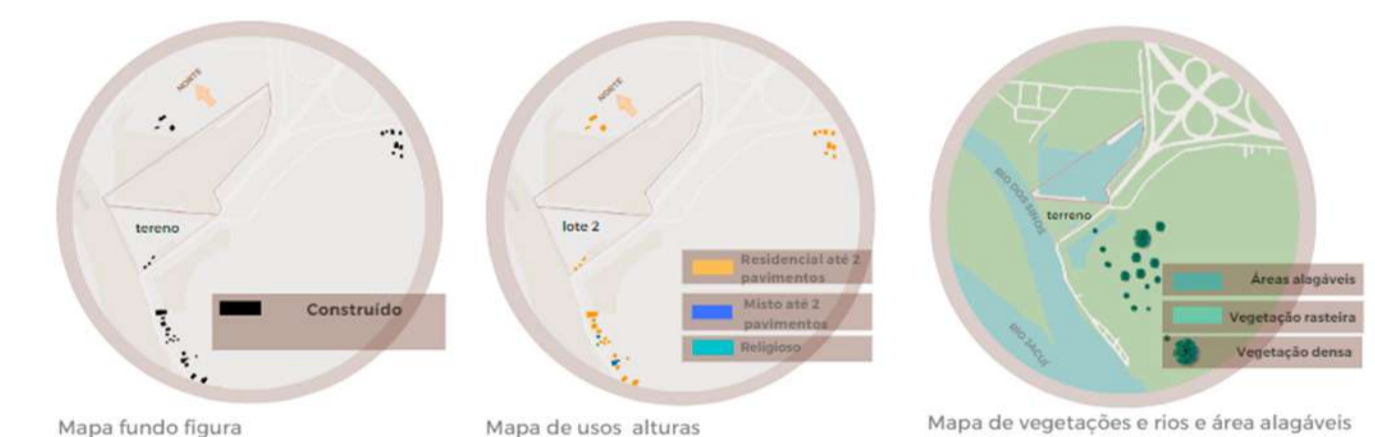 NORTE
tereno
Construído
Mapa fundo figura
NORTE
lote 2
Residencial até 2
pavimentos
Misto até 2
pavimentos
Religioso
Mapa de usos alturas
RIO DOS SINOS
terreno
RIO JACUÍ
Áreas alagáveis
Vegetação rasteira
Vegetação densa
Mapa de vegetações e rios e área alagáveis